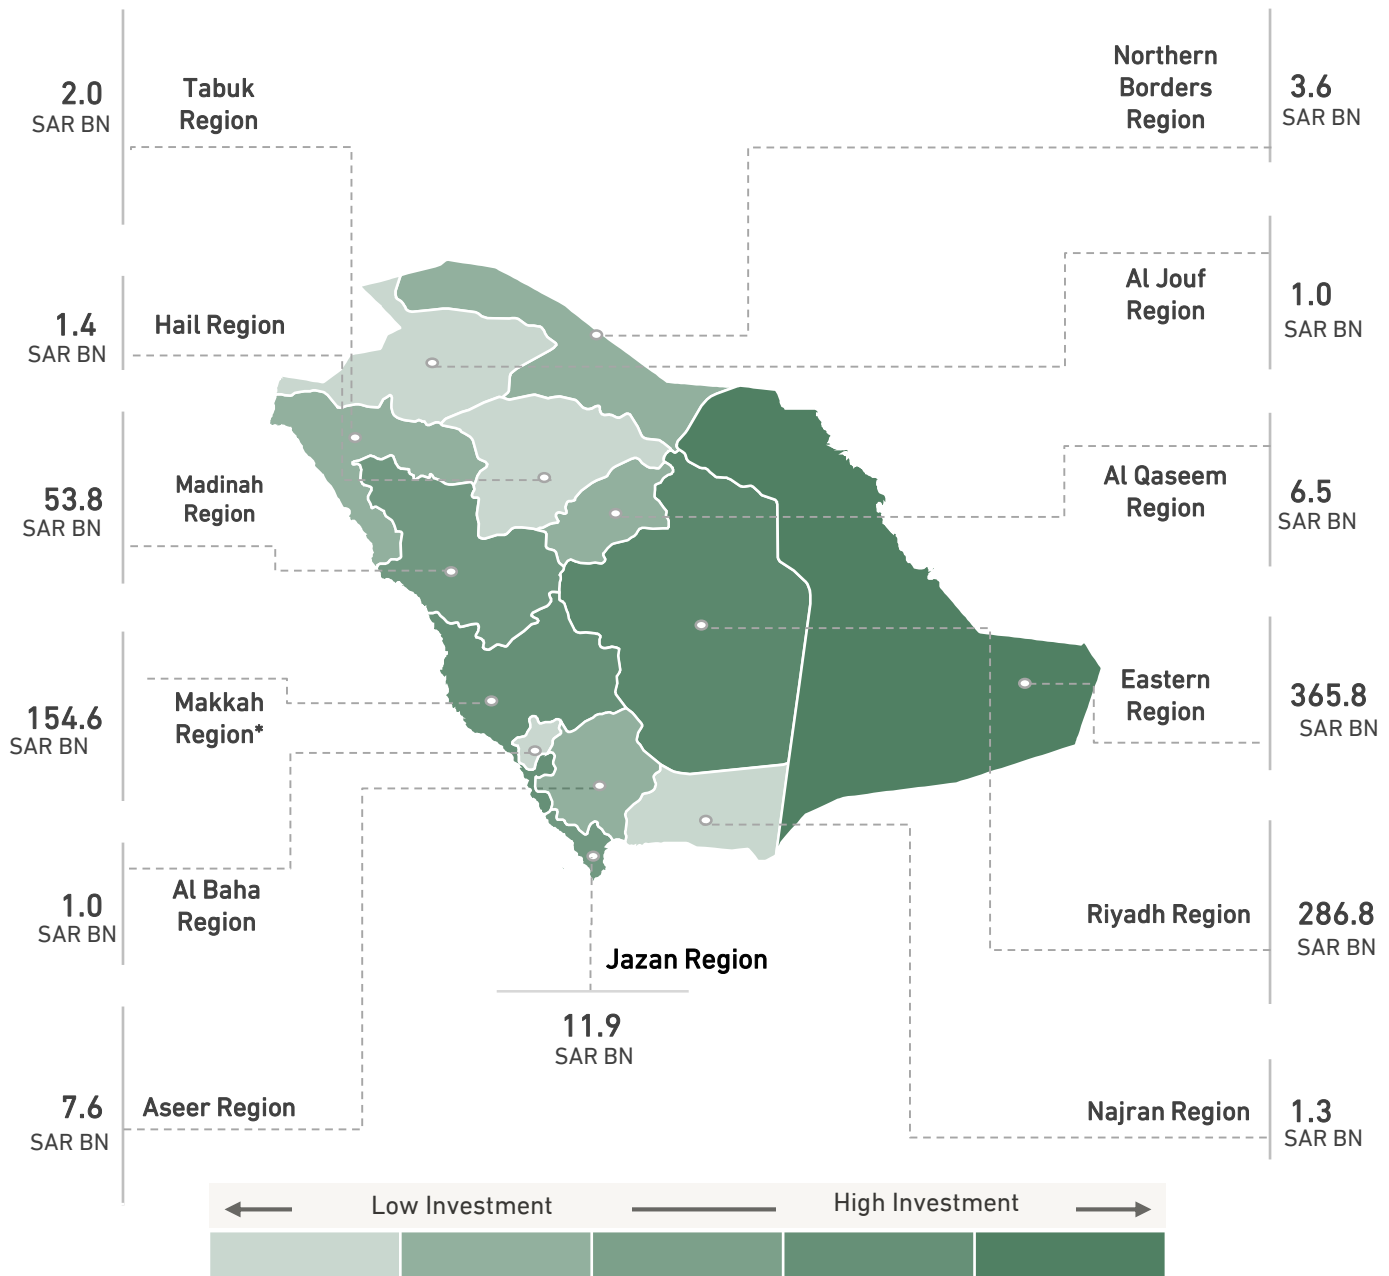 2.0
SAR BN
Tabuk
Region
Northern
Borders
Region
3.6
SAR BN
1.4
SAR BN
Hail Region
Al Jouf
Region
1.0
SAR BN
53.8
SAR BN
Madinah
Region
Al Qaseem
Region
6.5
SAR BN
154.6
SAR BN
Makkah
Region*
Eastern
Region
365.8
SAR BN
1.0
SAR BN
Al Baha
Region
Riyadh Region
286.8
SAR BN
Jazan Region
11.9
SAR BN
7.6
SAR BN
Aseer Region
Najran Region
1.3
SAR BN
Low Investment
High Investment